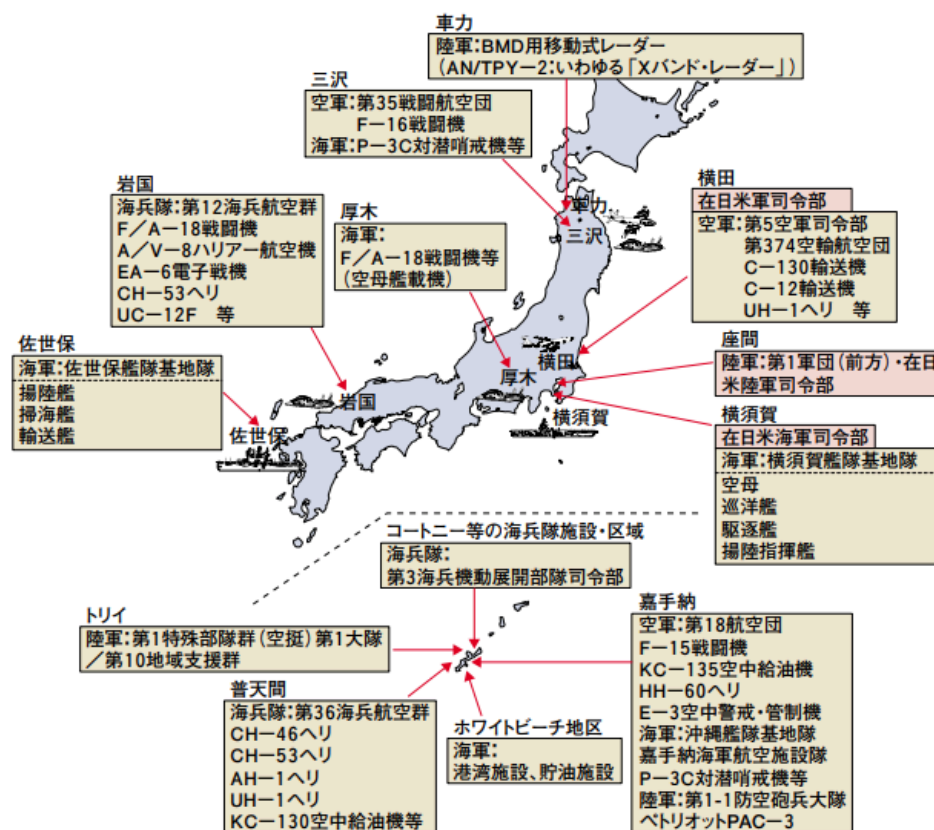 車力
陸軍：BMD用移動式レーダー
（AN/TPY－2：いわゆる「Xバンド・レーダー」）
三沢
空軍：第35戦闘航空団
F－16戦闘機
海軍：P－3C対潜哨戒機等
岩国
海兵隊：第12海兵航空群
F／A－18戦闘機
A／V－8ハリアー航空機
EA－6電子戦機
CH－53ヘリ
UC－12F 等
厚木
海軍：
F／A－18戦闘機等
（空母艦載機）
横田
在日米軍司令部
空軍：第5空軍司令部
第374空輸航空団
C－130輸送機
C－12輸送機
UH－1ヘリ 等
車力
三沢
佐世保
海軍：佐世保艦隊基地隊
揚陸艦
掃海艦
輸送艦
座間
陸軍：第1軍団（前方）・在日
米陸軍司令部
横田
厚木
岩国
横須賀
佐世保
横須賀
在日米海軍司令部
海軍：横須賀艦隊基地隊
空母
巡洋艦
駆逐艦
揚陸指揮艦
コートニー等の海兵隊施設・区域
海兵隊：
第3海兵機動展開部隊司令部
トリイ
陸軍：第1特殊部隊群（空挺）第1大隊
／第10地域支援群
嘉手納
空軍：第18航空団
F－15戦闘機
KC－135空中給油機
HH－60ヘリ
E－3空中警戒・管制機
海軍：沖縄艦隊基地隊
嘉手納海軍航空施設隊
P－3C対潜哨戒機等
陸軍：第1-1防空砲兵大隊
ペトリオットPAC－3
普天間
海兵隊：第36海兵航空群
CH－46ヘリ
CH－53ヘリ
AH－1ヘリ
UH－1ヘリ
KC－130空中給油機等
ホワイトビーチ地区
海軍：
港湾施設、貯油施設